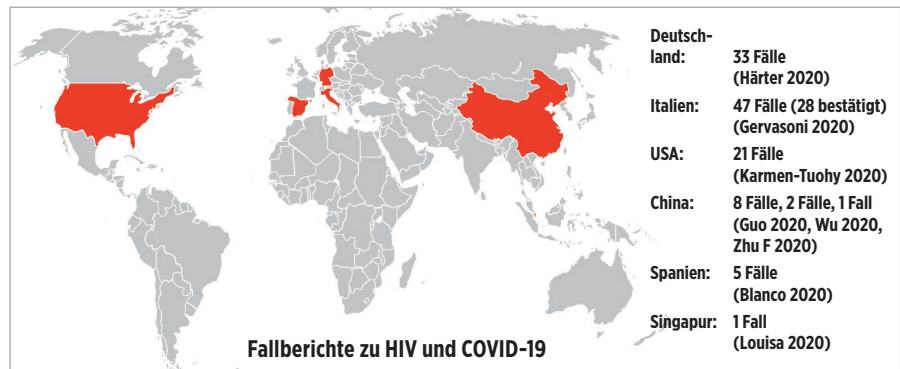 Deutsch-
land: 33 Fälle
(Härter 2020)
Italien: 47 Fälle (28 bestätigt)
(Gervasoni 2020)
USA: 21 Fälle
(Karmen-Tuohy 2020)
China: 8 Fälle, 2 Fälle, 1 Fall
(Guo 2020, Wu 2020,
Zhu F 2020)
Spanien: 5 Fälle
(Blanco 2020)
Singapur: 1 Fall
(Louisa 2020)
Fallberichte zu HIV und COVID-19